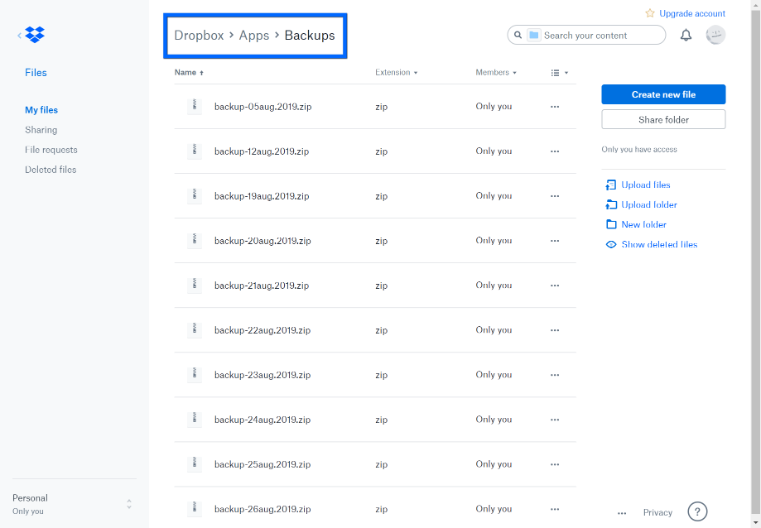 Upgrade account
Dropbox > Apps > Backups
Search your content
Files
My files
Sharing
File requests
Deleted files
Name Extension Members
backup-05aug.2019.zip zip Only you ...
backup-12aug.2019.zip zip Only you ...
backup-19aug.2019.zip zip Only you ...
backup-20aug.2019.zip zip Only you ...
backup-21aug.2019.zip zip Only you ...
backup-22aug.2019.zip zip Only you ...
backup-23aug.2019.zip zip Only you ...
backup-24aug.2019.zip zip Only you ...
backup-25aug.2019.zip zip Only you ...
backup-26aug.2019.zip zip Only you ...
Create new file
Share folder
Only you have access
Upload files
Upload folder
New folder
Show deleted files
Personal
Only you
... Privacy ?